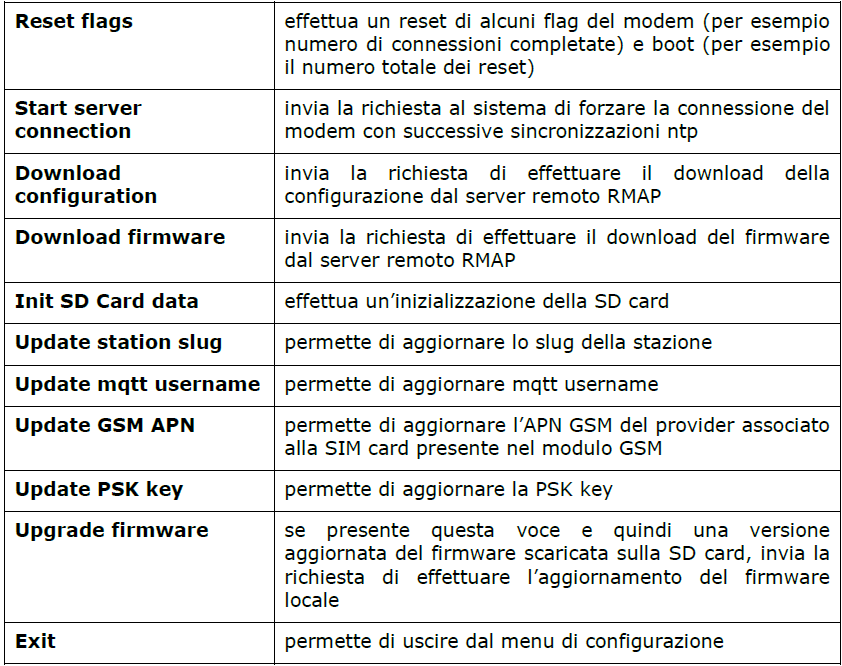 Reset flags
effettua un reset di alcuni flag del modem (per esempio
numero di connessioni completate) e boot (per esempio
il numero totale dei reset)
Start server
connection
invia la richiesta al sistema di forzare la connessione del
modem con successive sincronizzazioni ntp
Download
configuration
invia la richiesta di effettuare il download della
configurazione dal server remoto RMAP
Download firmware
invia la richiesta di effettuare il download del firmware
dal server remoto RMAP
Init SD Card data
effettua un’inizializzazione della SD card
Update station slug
permette di aggiornare lo slug della stazione
Update mqtt username
permette di aggiornare mqtt username
Update GSM APN
permette di aggiornare l’APN GSM del provider associato
alla SIM card presente nel modulo GSM
Update PSK key
permette di aggiornare la PSK key
Upgrade firmware
se presente questa voce e quindi una versione
aggiornata del firmware scaricata sulla SD card, invia la
richiesta di effettuare l’aggiornamento del firmware
locale
Exit
permette di uscire dal menu di configurazione